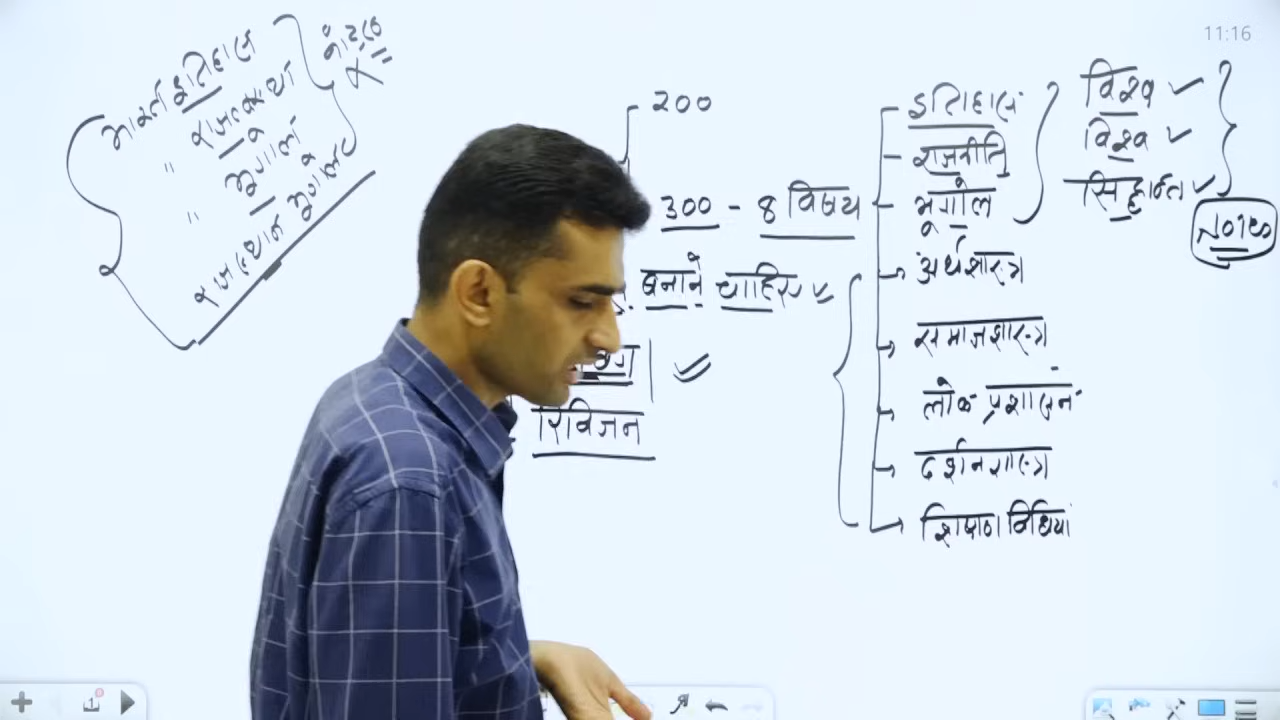 11:16
भारत इतिहास
" राजव्यवस्था
" भूगोल
राजस्थान भूगोल
नोट्स
200
300 - 8 विषय
बनाने चाहिए
रिविजन
इतिहास
राजनीति
भूगोल
अर्थशास्त्र
समाजशास्त्र
लोक प्रशासन
दर्शनशास्त्र
शिक्षण विधियां
विश्व
विश्व
सिद्धान्त